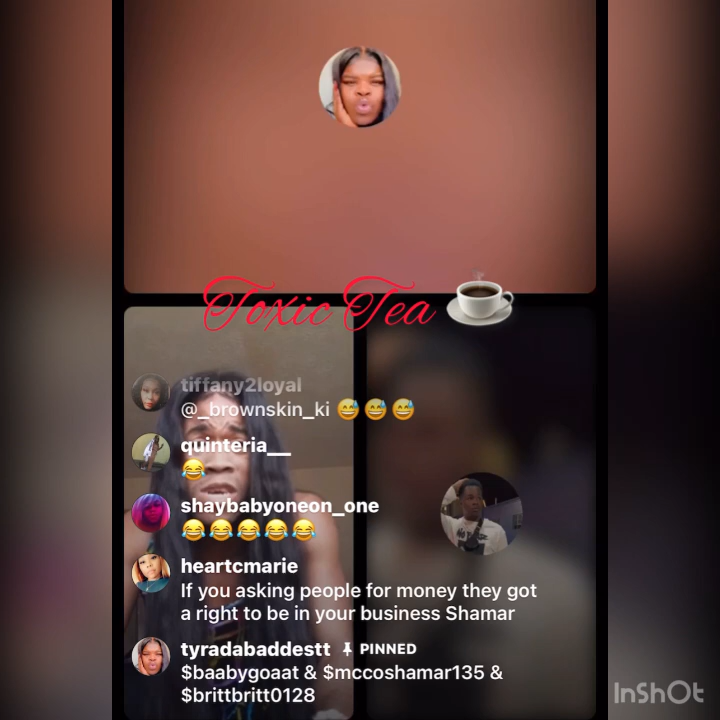 Toxic Tea
tiffany2loyal
@_brownskin_ki 😅 😅 😅
quinteria__
😂
shaybabyoneon_one
😂😂😂😂😂
heartcmarie
If you asking people for money they got
a right to be in your business Shamar
tyradabaddestt PINNED
$baabygoaat & $mccoshamar135 &
$brittbritt0128
InShOt